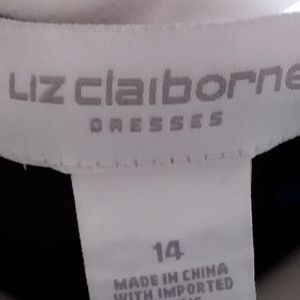 LIZ claiborne
DRESSES
14
MADE IN CHINA
WITH IMPORTED